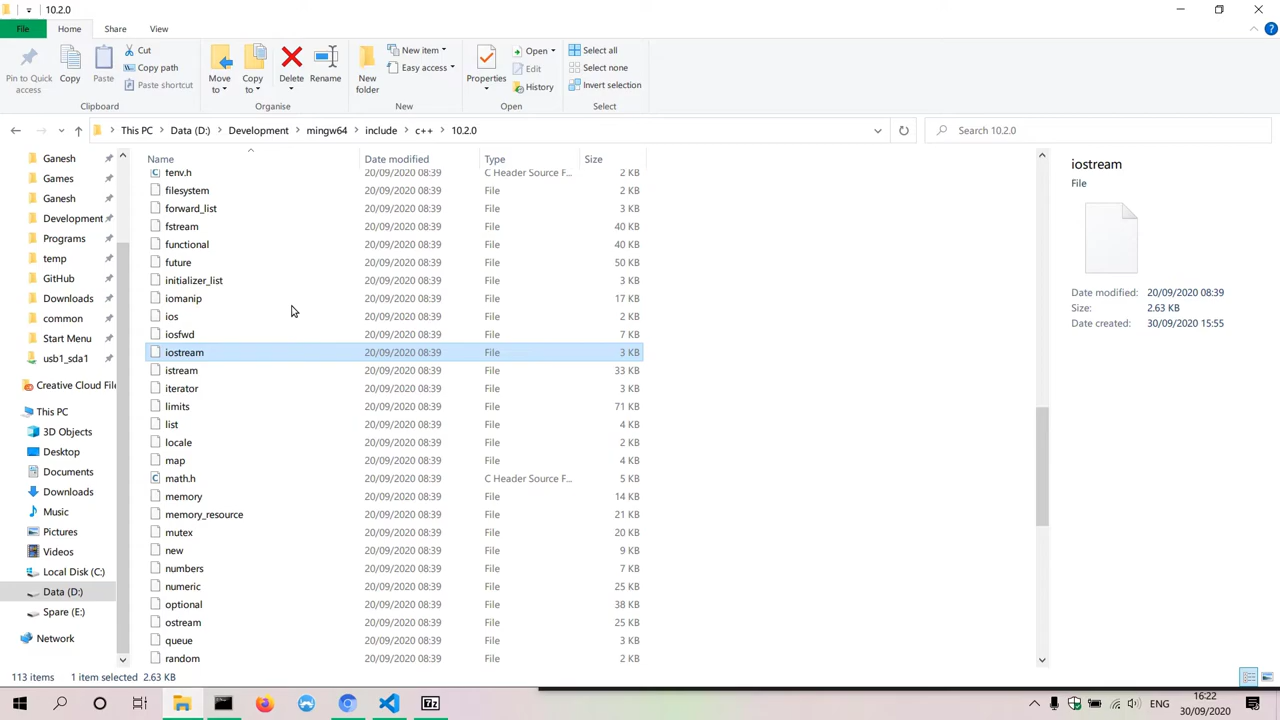 10.2.0
File Home Share View
Pin to Quick access
Copy
Paste
Cut
Copy path
Paste shortcut
Clipboard
Move to
Copy to
Delete
Rename
Organise
New folder
New item
Easy access
New
Properties
Open
Edit
History
Open
Select all
Select none
Invert selection
Select
This PC > Data (D:) > Development > mingw64 > include > c++ > 10.2.0
Search 10.2.0
Ganesh
Games
Ganesh
Development
Programs
temp
GitHub
Downloads
common
Start Menu
usb1_sda1
Creative Cloud File
This PC
3D Objects
Desktop
Documents
Downloads
Music
Pictures
Videos
Local Disk (C:)
Data (D:)
Spare (E:)
Network
Name Date modified Type Size
fenv.h 20/09/2020 08:39 C Header Source F... 2 KB
filesystem 20/09/2020 08:39 File 2 KB
forward_list 20/09/2020 08:39 File 3 KB
fstream 20/09/2020 08:39 File 40 KB
functional 20/09/2020 08:39 File 40 KB
future 20/09/2020 08:39 File 50 KB
initializer_list 20/09/2020 08:39 File 3 KB
iomanip 20/09/2020 08:39 File 17 KB
ios 20/09/2020 08:39 File 2 KB
iosfwd 20/09/2020 08:39 File 7 KB
iostream 20/09/2020 08:39 File 3 KB
istream 20/09/2020 08:39 File 33 KB
iterator 20/09/2020 08:39 File 3 KB
limits 20/09/2020 08:39 File 71 KB
list 20/09/2020 08:39 File 4 KB
locale 20/09/2020 08:39 File 2 KB
map 20/09/2020 08:39 File 4 KB
math.h 20/09/2020 08:39 C Header Source F... 5 KB
memory 20/09/2020 08:39 File 14 KB
memory_resource 20/09/2020 08:39 File 21 KB
mutex 20/09/2020 08:39 File 20 KB
new 20/09/2020 08:39 File 9 KB
numbers 20/09/2020 08:39 File 7 KB
numeric 20/09/2020 08:39 File 25 KB
optional 20/09/2020 08:39 File 38 KB
ostream 20/09/2020 08:39 File 25 KB
queue 20/09/2020 08:39 File 3 KB
random 20/09/2020 08:39 File 2 KB
iostream
File
Date modified: 20/09/2020 08:39
Size: 2.63 KB
Date created: 30/09/2020 15:55
113 items 1 item selected 2.63 KB
7z
ENG
16:22
30/09/2020